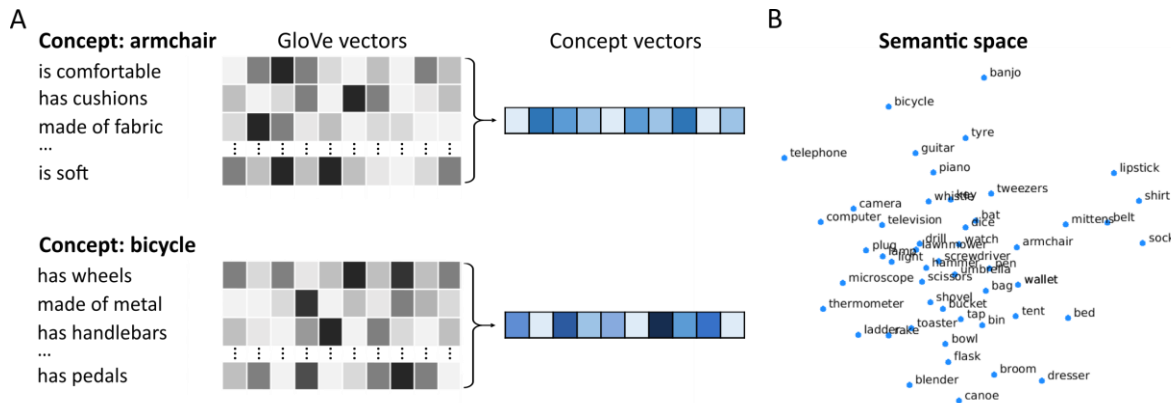 A
Concept: armchair
GloVe vectors
Concept vectors
is comfortable
has cushions
made of fabric
...
is soft
Concept: bicycle
has wheels
made of metal
has handlebars
...
has pedals
B
Semantic space
banjo
bicycle
tyre
guitar
telephone
piano
lipstick
tweezers
whistle
key
shirt
camera
computer
television
bat
dice
mittens
belt
sock
drill
watch
armchair
plug
lamp
lawnmower
light
screwdriver
hammer
pen
umbrella
microscope
scissors
wallet
bag
thermometer
shovel
bucket
tap
bin
tent
bed
ladder
rake
toaster
bowl
flask
broom
dresser
blender
canoe